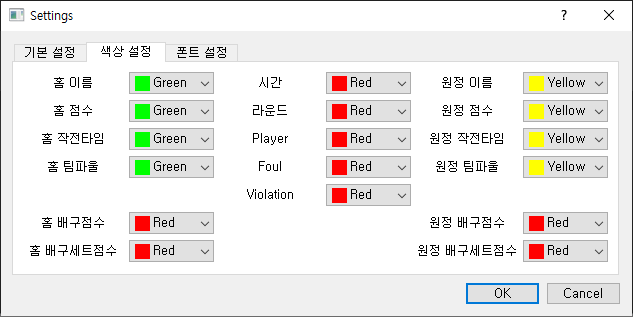 Settings
기본 설정 색상 설정 폰트 설정
홈 이름 Green 시간 Red 원정 이름 Yellow
홈 점수 Green 라운드 Red 원정 점수 Yellow
홈 작전타임 Green Player Red 원정 작전타임 Yellow
홈 팀파울 Green Foul Red 원정 팀파울 Yellow
Violation Red
홈 배구점수 Red 원정 배구점수 Red
홈 배구세트점수 Red 원정 배구세트점수 Red
OK Cancel